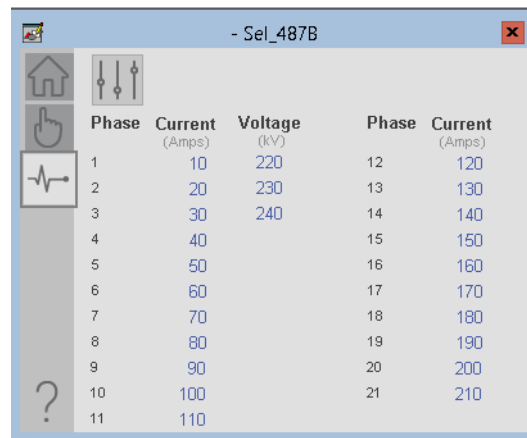 - Sel_487B
Phase Current Voltage Phase Current
(Amps) (kV) (Amps)
1 10 220 12 120
2 20 230 13 130
3 30 240 14 140
4 40 15 150
5 50 16 160
6 60 17 170
7 70 18 180
8 80 19 190
9 90 20 200
10 100 21 210
11 110
?